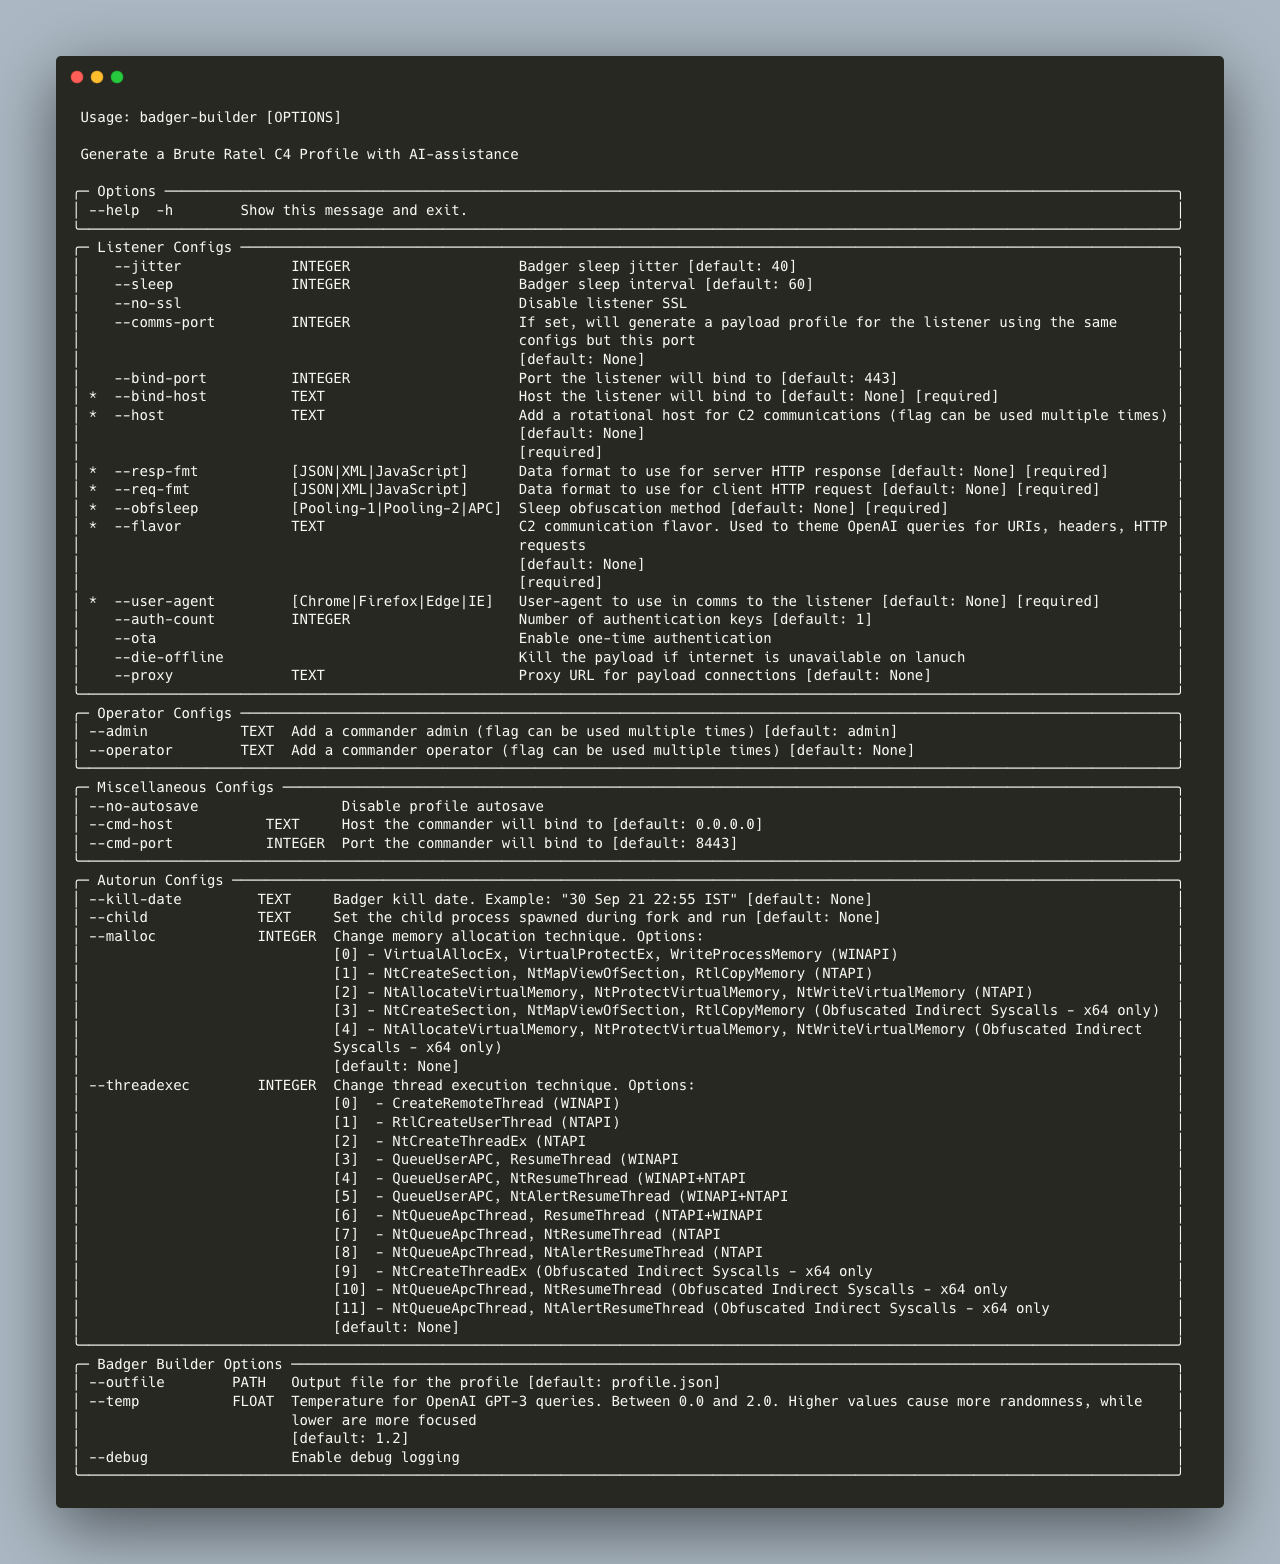 Usage: badger-builder [OPTIONS]
Generate a Brute Ratel C4 Profile with AI-assistance
Options
--help -h Show this message and exit.
Listener Configs
--jitter INTEGER Badger sleep jitter [default: 40]
--sleep INTEGER Badger sleep interval [default: 60]
--no-ssl Disable listener SSL
--comms-port INTEGER If set, will generate a payload profile for the listener using the same
configs but this port
[default: None]
--bind-port INTEGER Port the listener will bind to [default: 443]
* --bind-host TEXT Host the listener will bind to [default: None] [required]
* --host TEXT Add a rotational host for C2 communications (flag can be used multiple times)
[default: None]
[required]
* --resp-fmt [JSON|XML|JavaScript] Data format to use for server HTTP response [default: None] [required]
* --req-fmt [JSON|XML|JavaScript] Data format to use for client HTTP request [default: None] [required]
* --obfsleep [Pooling-1|Pooling-2|APC] Sleep obfuscation method [default: None] [required]
* --flavor TEXT C2 communication flavor. Used to theme OpenAI queries for URIs, headers, HTTP
requests
[default: None]
[required]
* --user-agent [Chrome|Firefox|Edge|IE] User-agent to use in comms to the listener [default: None] [required]
--auth-count INTEGER Number of authentication keys [default: 1]
--ota Enable one-time authentication
--die-offline Kill the payload if internet is unavailable on lanuch
--proxy TEXT Proxy URL for payload connections [default: None]
Operator Configs
--admin TEXT Add a commander admin (flag can be used multiple times) [default: admin]
--operator TEXT Add a commander operator (flag can be used multiple times) [default: None]
Miscellaneous Configs
--no-autosave Disable profile autosave
--cmd-host TEXT Host the commander will bind to [default: 0.0.0.0]
--cmd-port INTEGER Port the commander will bind to [default: 8443]
Autorun Configs
--kill-date TEXT Badger kill date. Example: "30 Sep 21 22:55 IST" [default: None]
--child TEXT Set the child process spawned during fork and run [default: None]
--malloc INTEGER Change memory allocation technique. Options:
[0] - VirtualAllocEx, VirtualProtectEx, WriteProcessMemory (WINAPI)
[1] - NtCreateSection, NtMapViewOfSection, RtlCopyMemory (NTAPI)
[2] - NtAllocateVirtualMemory, NtProtectVirtualMemory, NtWriteVirtualMemory (NTAPI)
[3] - NtCreateSection, NtMapViewOfSection, RtlCopyMemory (Obfuscated Indirect Syscalls - x64 only)
[4] - NtAllocateVirtualMemory, NtProtectVirtualMemory, NtWriteVirtualMemory (Obfuscated Indirect
Syscalls - x64 only)
[default: None]
--threadexec INTEGER Change thread execution technique. Options:
[0] - CreateRemoteThread (WINAPI)
[1] - RtlCreateUserThread (NTAPI)
[2] - NtCreateThreadEx (NTAPI
[3] - QueueUserAPC, ResumeThread (WINAPI
[4] - QueueUserAPC, NtResumeThread (WINAPI+NTAPI
[5] - QueueUserAPC, NtAlertResumeThread (WINAPI+NTAPI
[6] - NtQueueApcThread, ResumeThread (NTAPI+WINAPI
[7] - NtQueueApcThread, NtResumeThread (NTAPI
[8] - NtQueueApcThread, NtAlertResumeThread (NTAPI
[9] - NtCreateThreadEx (Obfuscated Indirect Syscalls - x64 only
[10] - NtQueueApcThread, NtResumeThread (Obfuscated Indirect Syscalls - x64 only
[11] - NtQueueApcThread, NtAlertResumeThread (Obfuscated Indirect Syscalls - x64 only
[default: None]
Badger Builder Options
--outfile PATH Output file for the profile [default: profile.json]
--temp FLOAT Temperature for OpenAI GPT-3 queries. Between 0.0 and 2.0. Higher values cause more randomness, while
lower are more focused
[default: 1.2]
--debug Enable debug logging